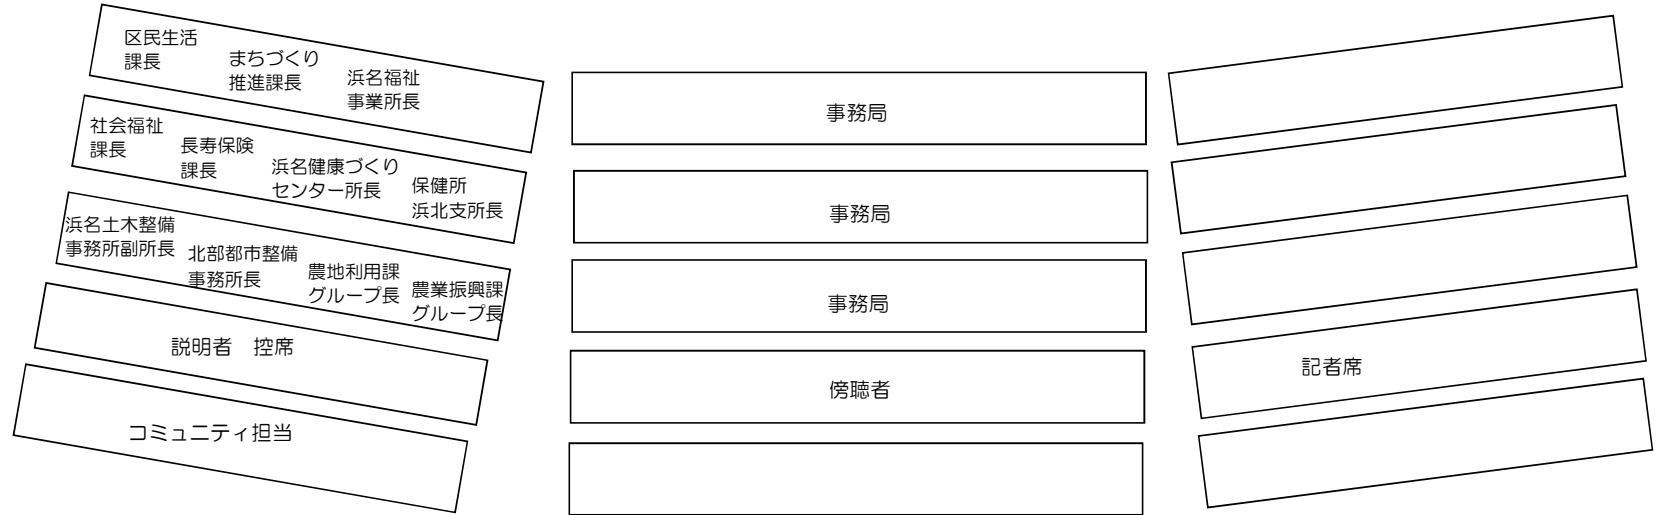 区民生活
課長
まちづくり
推進課長
浜名福祉
事業所長
社会福祉
課長
長寿保険
課長
浜名健康づくり
センター所長
保健所
浜北支所長
浜名土木整備
事務所副所長
北部都市整備
事務所長
農地利用課
グループ長
農業振興課
グループ長
説明者　控席
コミュニティ担当
事務局
事務局
事務局
傍聴者
記者席